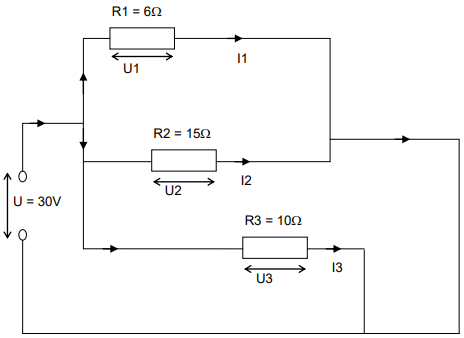 R1 = 6Ω
U1
I1
R2 = 15Ω
U2
I2
U = 30V
R3 = 10Ω
U3
I3